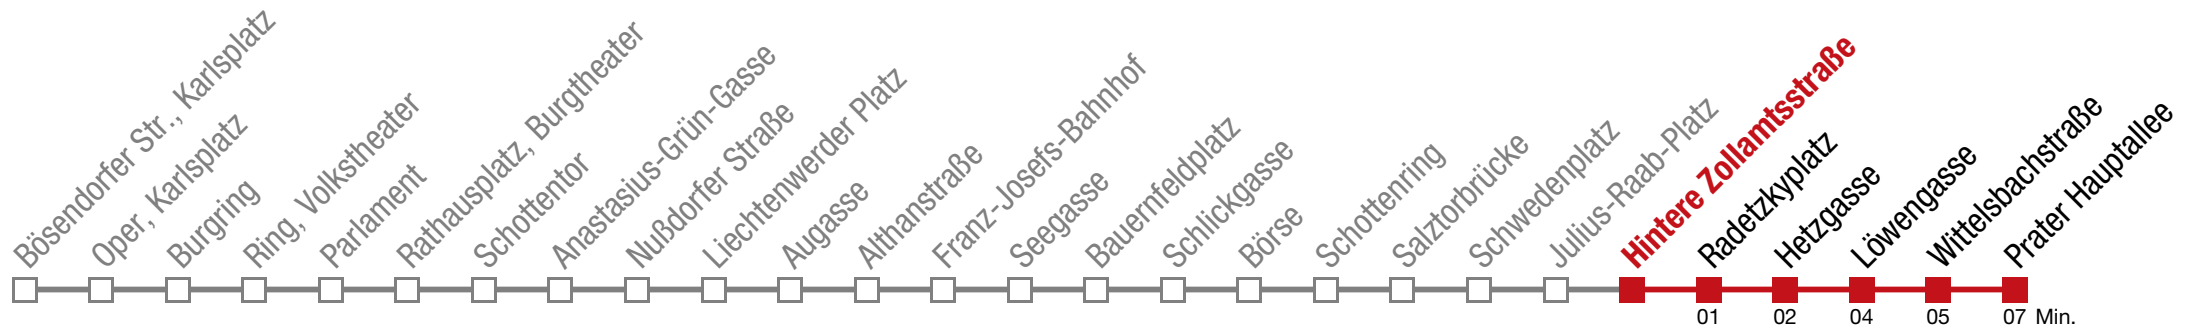 Bösendorfer Str., Karlsplatz
Oper, Karlsplatz
Burgring
Ring, Volkstheater
Parlament
Rathausplatz, Burgtheater
Schottentor
Anastasius-Grün-Gasse
Nußdorfer Straße
Liechtenwerder Platz
Augasse
Althanstraße
Franz-Josefs-Bahnhof
Seegasse
Bauernfeldplatz
Schlickgasse
Börse
Schottenring
Salztorbrücke
Schwedenplatz
Julius-Raab-Platz
Hintere Zollamtsstraße
Radetzkyplatz
Hetzgasse
Löwengasse
Wittelsbachstraße
Prater Hauptallee
01 02 04 05 07 Min.